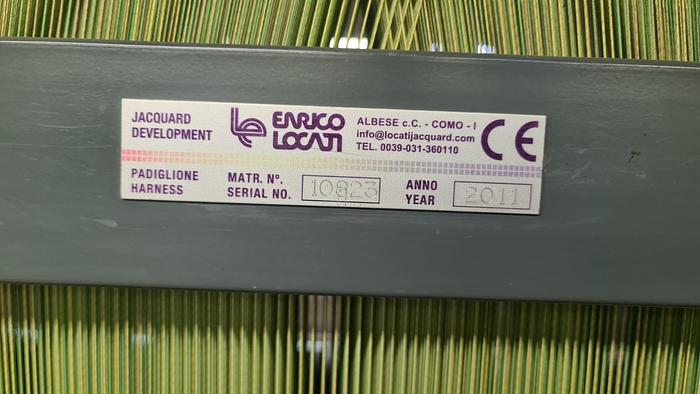 JACQUARD
DEVELOPMENT
ENRICO
LOCATI
ALBESE c.C. - COMO - I
info@locatijacquard.com
TEL. 0039-031-360110
CE
PADIGLIONE
HARNESS
MATR. Nº.
SERIAL NO.
10823
ANNO
YEAR
2011